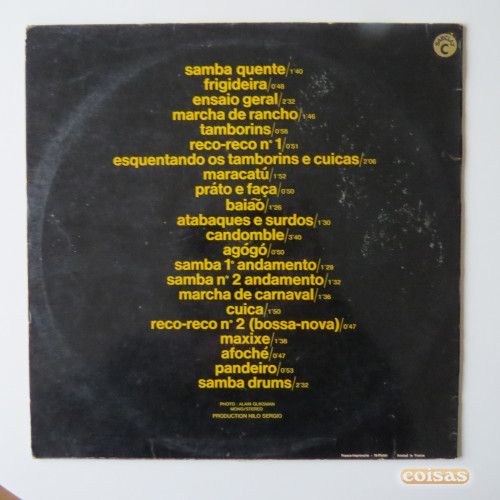 BARCLAY
C
samba quente/1'40
frigideira/0'48
ensaio geral/2'32
marcha de rancho/1'46
tamborins/0'56
reco-reco nº 1/0'51
esquentando os tamborins e cuicas/2'06
maracatú/1'52
práto e faça/0'50
baião/1'26
atabaques e surdos/1'30
candomble/3'40
agógó/0'50
samba 1º andamento/1'29
samba nº 2 andamento/1'32
marcha de carnaval/1'36
cuica/1'50
reco-reco nº 2 (bossa-nova)/0'47
maxixe/1'38
afoché/0'47
pandeiro/0'53
samba drums/2'32
PHOTO : ALAIN GLIKSMAN
MONO/STEREO
PRODUCTION NILO SERGIO
coisas